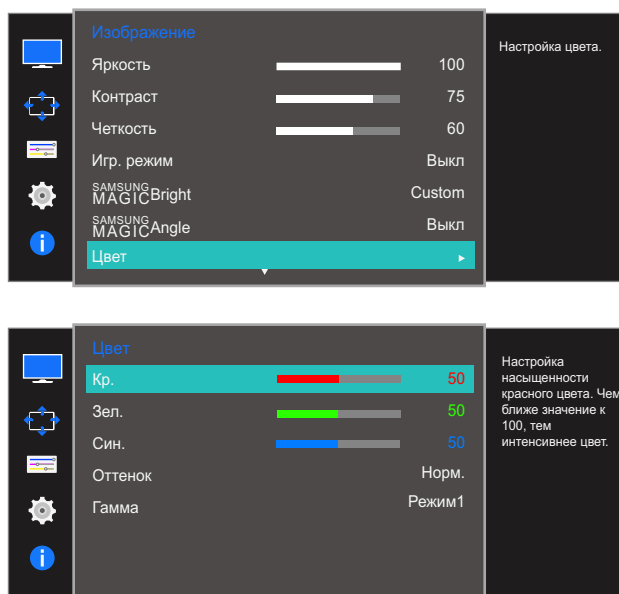 Изображение
Яркость 100
Контраст 75
Четкость 60
Игр. режим Выкл
SAMSUNG
MAGICBright Custom
SAMSUNG
MAGICAngle Выкл
Цвет
Настройка цвета.
Цвет
Кр. 50
Зел. 50
Син. 50
Оттенок Норм.
Гамма Режим1
Настройка
насыщенности
красного цвета. Чем
ближе значение к
100, тем
интенсивнее цвет.